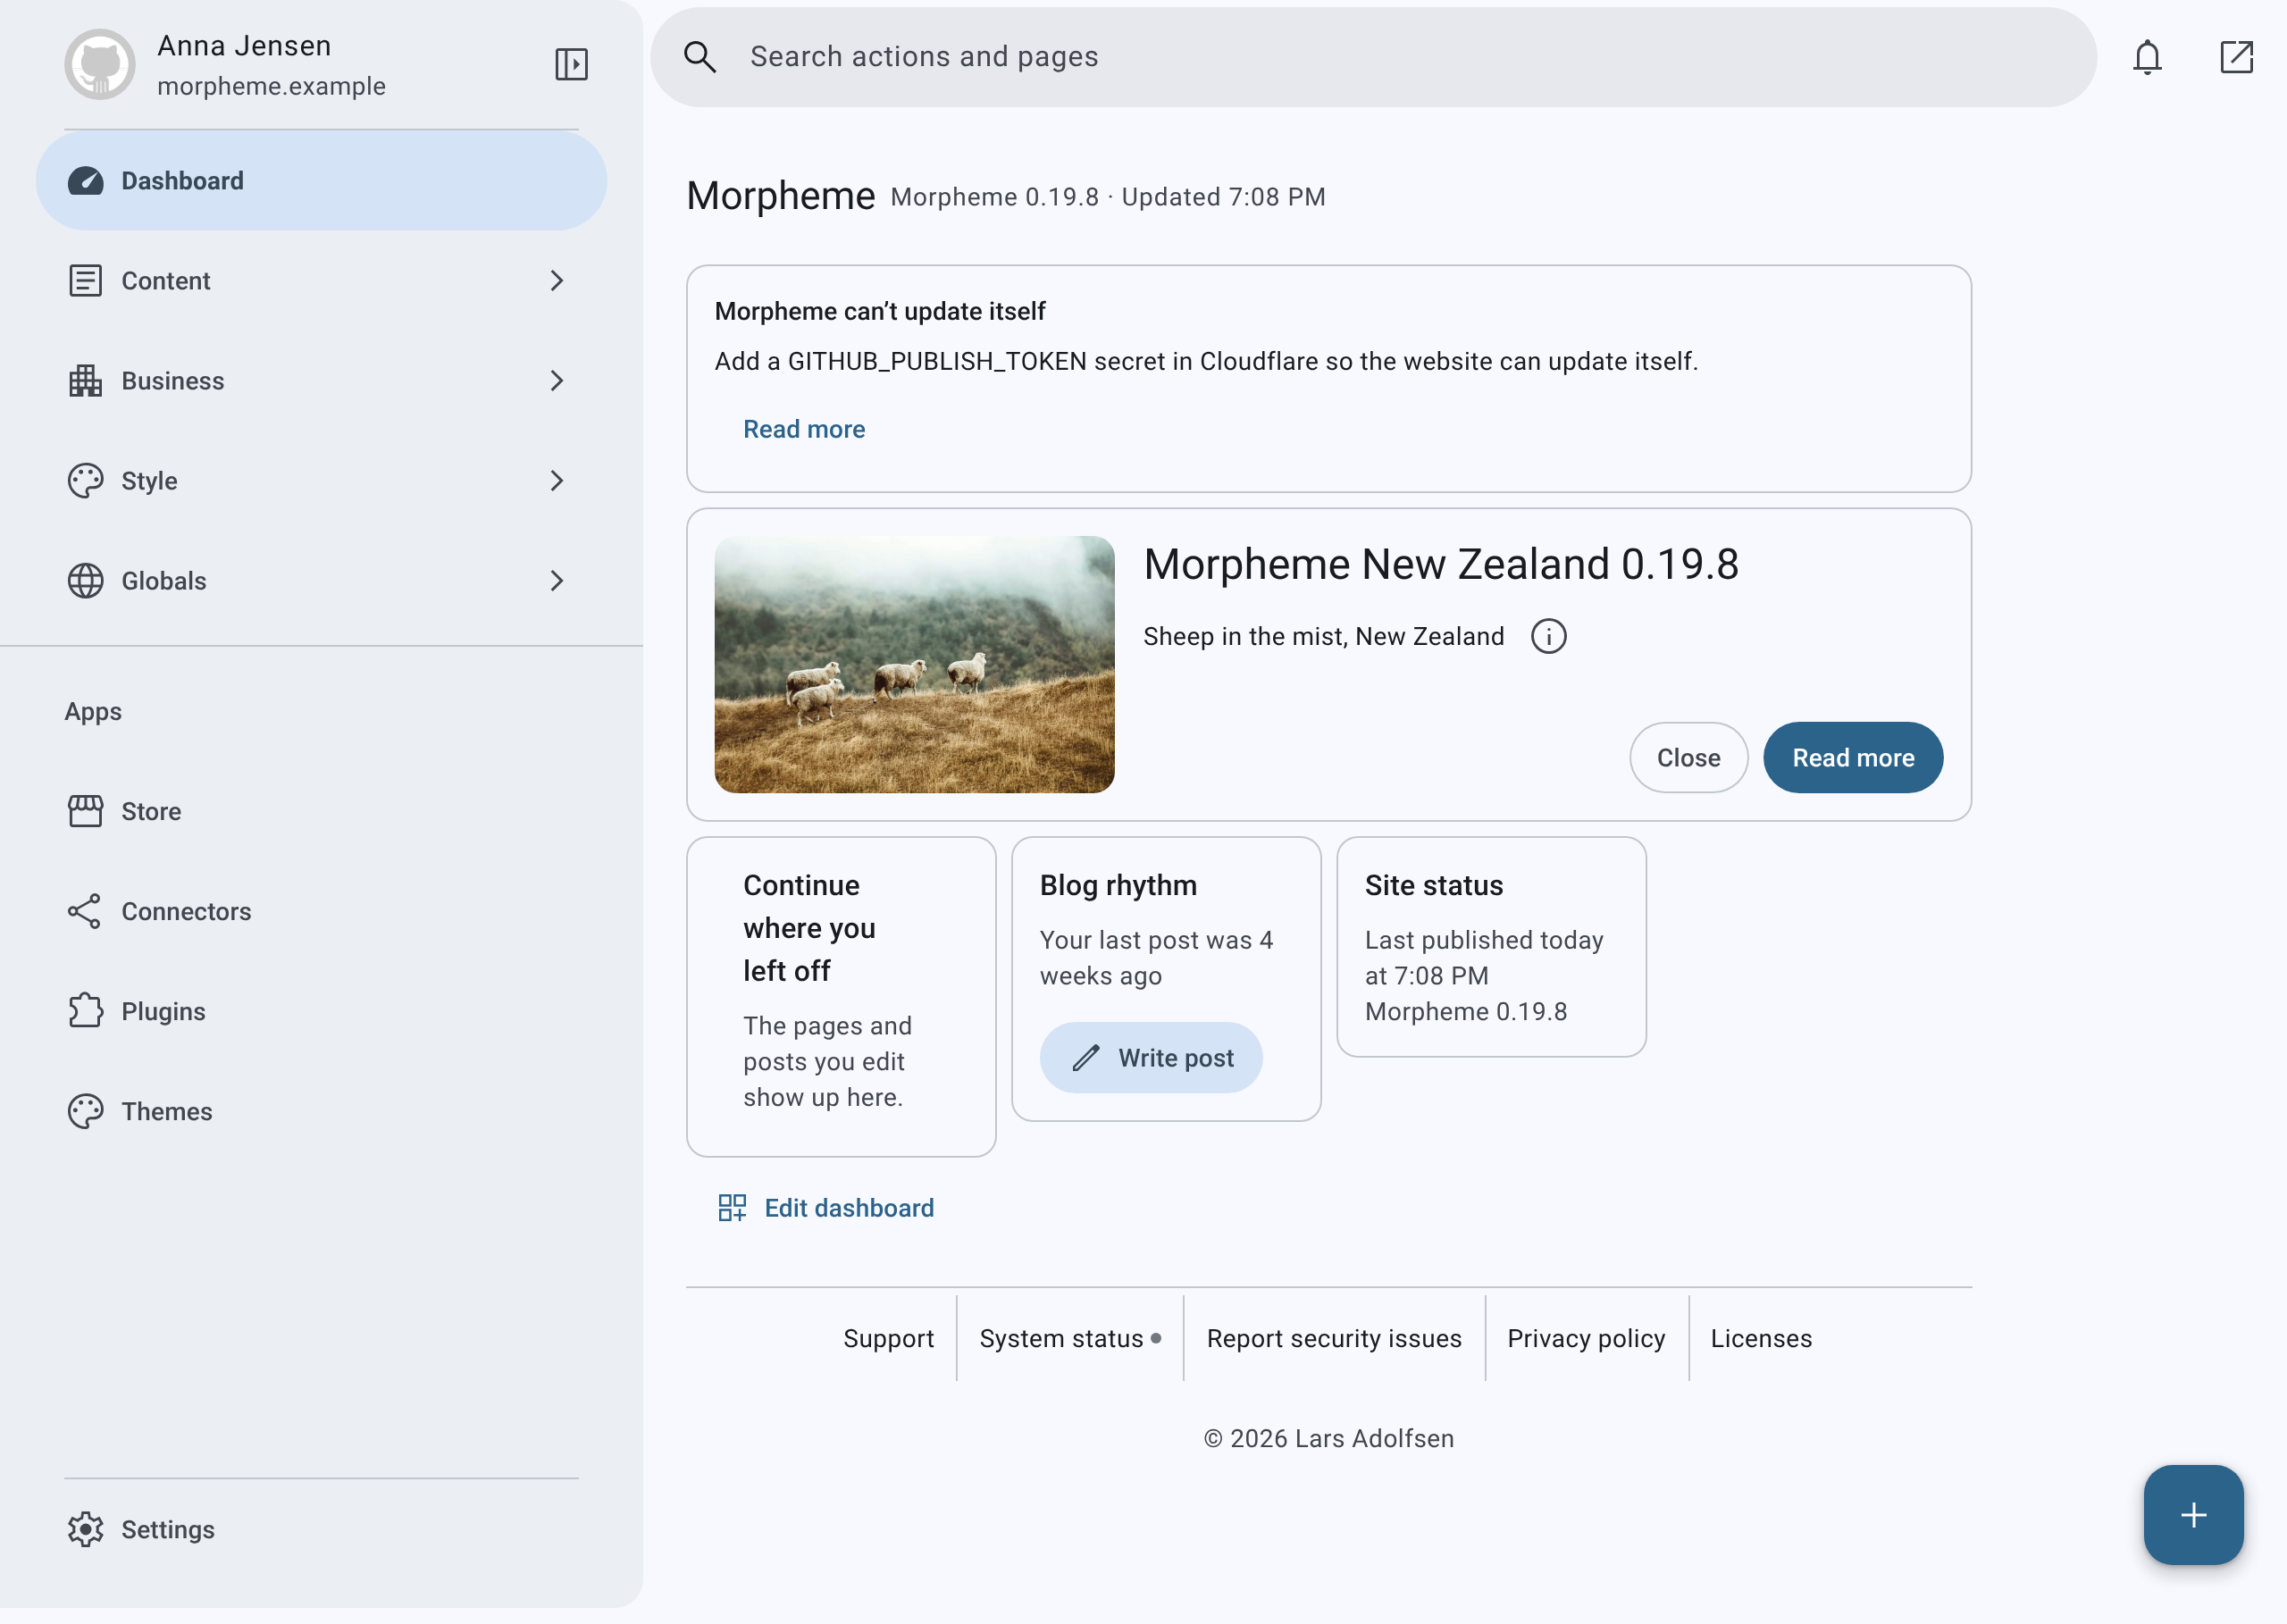 Anna Jensen
morpheme.example
Search actions and pages
Dashboard
Content
Business
Style
Globals
Apps
Store
Connectors
Plugins
Themes
Settings
Morpheme Morpheme 0.19.8 · Updated 7:08 PM
Morpheme can’t update itself
Add a GITHUB_PUBLISH_TOKEN secret in Cloudflare so the website can update itself.
Read more
Morpheme New Zealand 0.19.8
Sheep in the mist, New Zealand
Close
Read more
Continue
where you
left off
The pages and
posts you edit
show up here.
Blog rhythm
Your last post was 4
weeks ago
Write post
Site status
Last published today
at 7:08 PM
Morpheme 0.19.8
Edit dashboard
Support
System status
Report security issues
Privacy policy
Licenses
© 2026 Lars Adolfsen